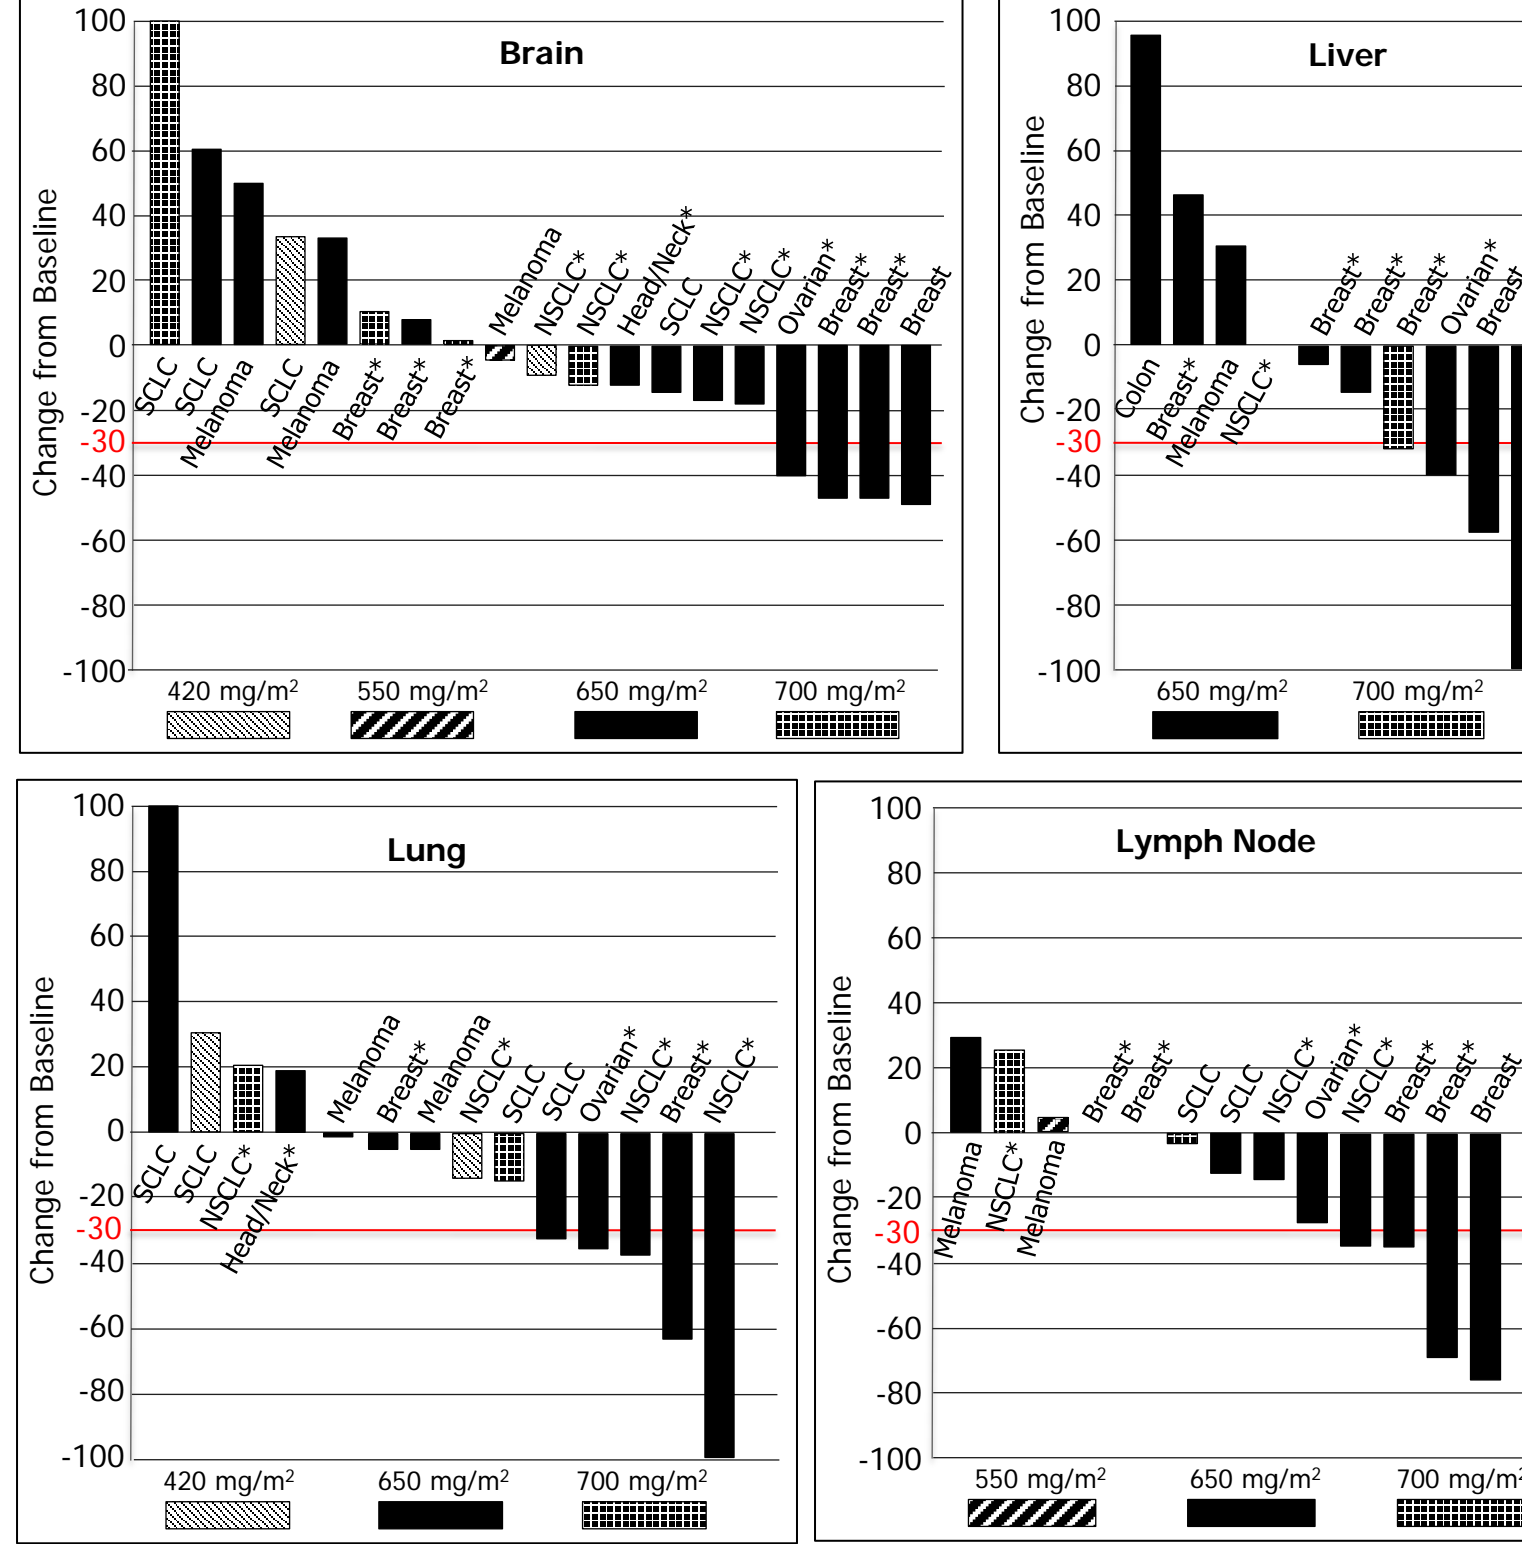 Brain
Change from Baseline
100
80
60
40
20
0
-20
-30
-40
-60
-80
-100
SCLC
SCLC
Melanoma
SCLC
Melanoma
Breast*
Breast*
Breast*
Melanoma
NSCLC*
NSCLC*
Head/Neck*
SCLC
NSCLC*
NSCLC*
Ovarian*
Breast*
Breast*
Breast
420 mg/m²
550 mg/m²
650 mg/m²
700 mg/m²
Liver
Change from Baseline
100
80
60
40
20
0
-20
-30
-40
-60
-80
-100
Colon
Breast*
Melanoma
NSCLC*
Breast*
Breast*
Breast*
Ovarian*
Breast
650 mg/m²
700 mg/m²
Lung
Change from Baseline
100
80
60
40
20
0
-20
-30
-40
-60
-80
-100
SCLC
SCLC
NSCLC*
Head/Neck*
Melanoma
Breast*
Melanoma
NSCLC*
SCLC
SCLC
Ovarian*
NSCLC*
Breast*
NSCLC*
420 mg/m²
650 mg/m²
700 mg/m²
Lymph Node
Change from Baseline
100
80
60
40
20
0
-20
-30
-40
-60
-80
-100
Melanoma
NSCLC*
Melanoma
Breast*
Breast*
SCLC
SCLC
NSCLC*
Ovarian*
NSCLC*
Breast*
Breast*
Breast
550 mg/m²
650 mg/m²
700 mg/m